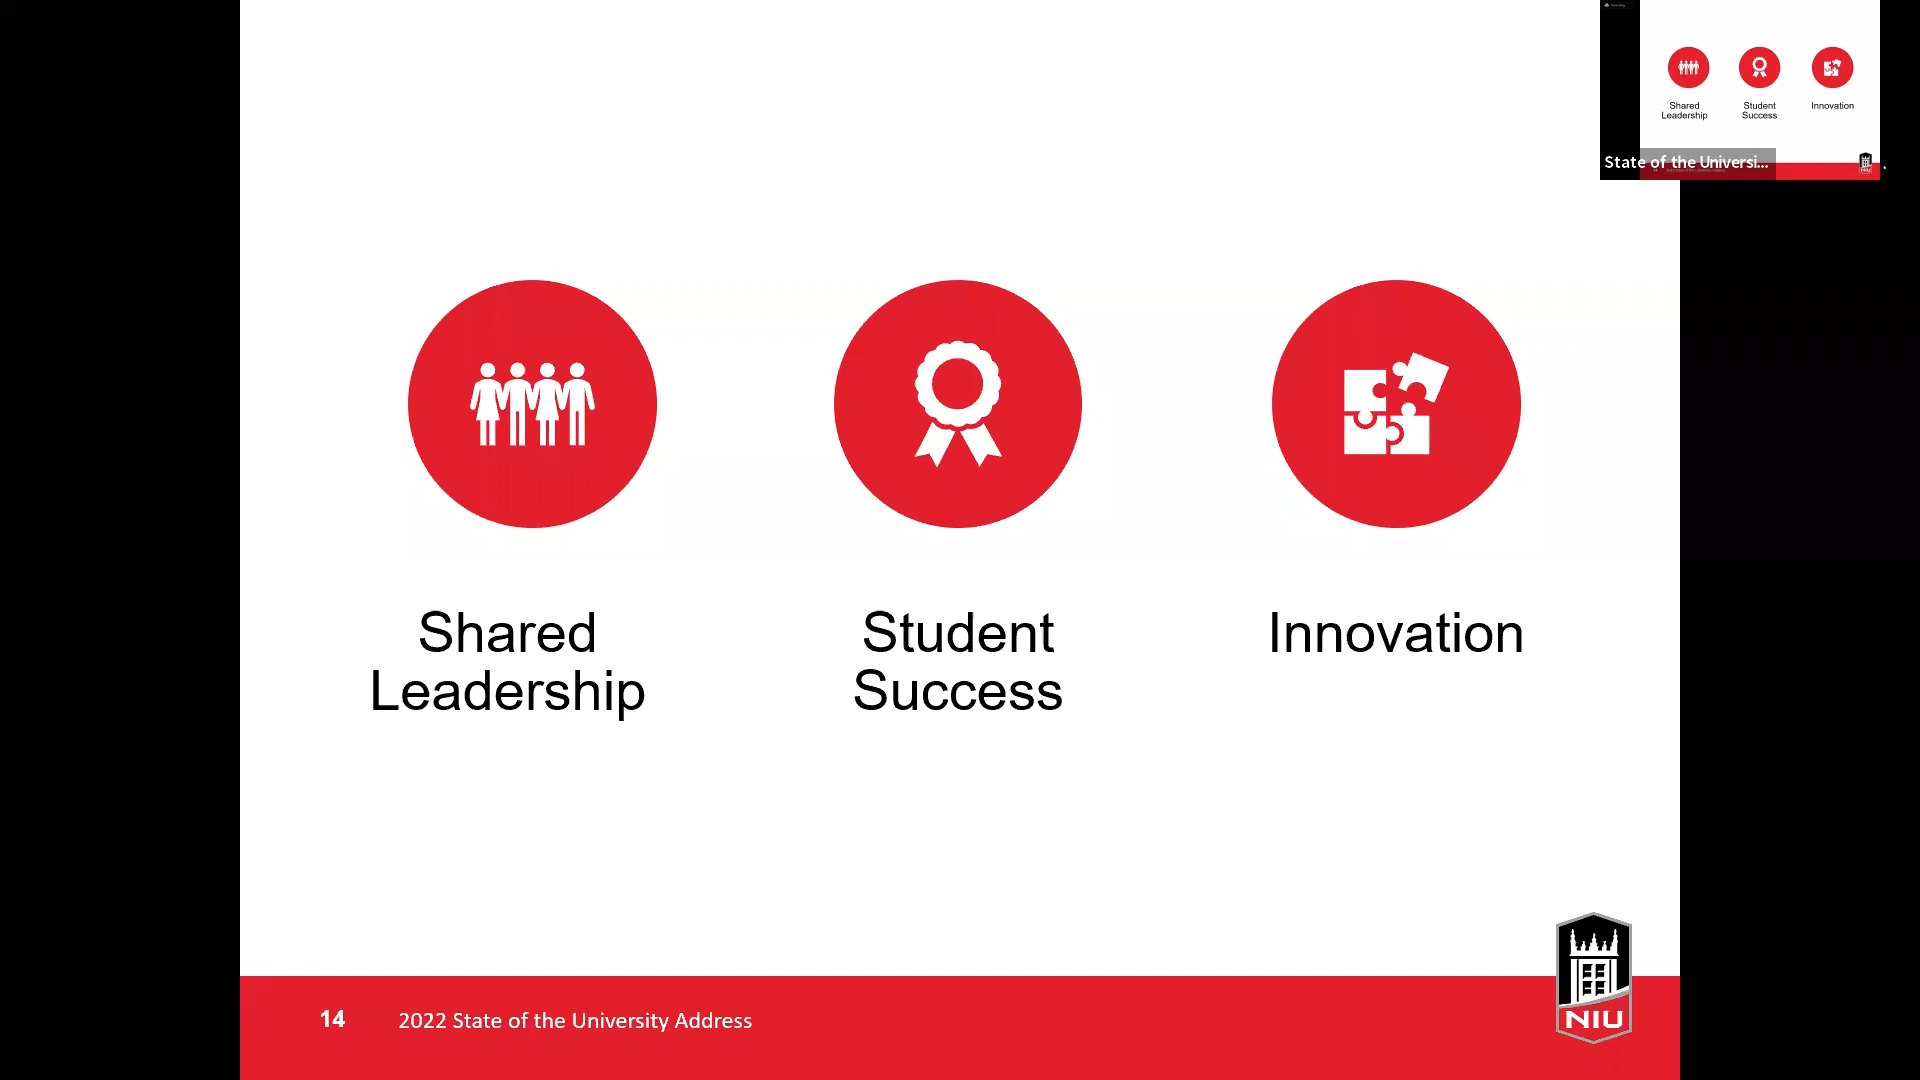 Shared
Leadership
Student
Success
Innovation
14
2022 State of the University Address
NIU
Shared
Leadership
Student
Success
Innovation
State of the Universi...
NIU